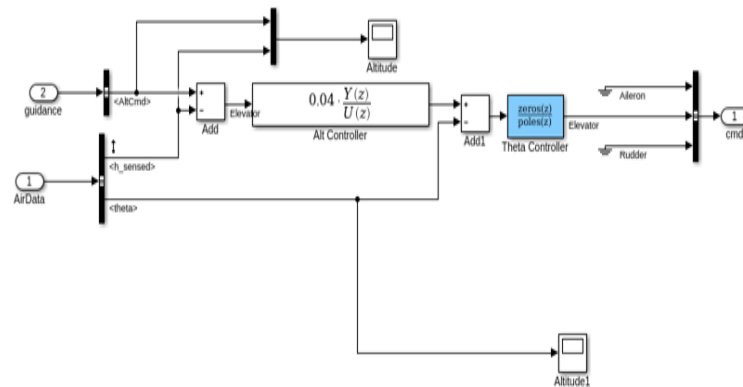 Altitude
2
guidance
<AltCmd>
+
−
Add
Elevator
0.04 · Y(z)
U(z)
Alt Controller
+
−
Add1
zeros(z)
poles(z)
Theta Controller
Elevator
Aileron
Rudder
1
cmd
<h_sensed>
1
AirData
<theta>
Altitude1